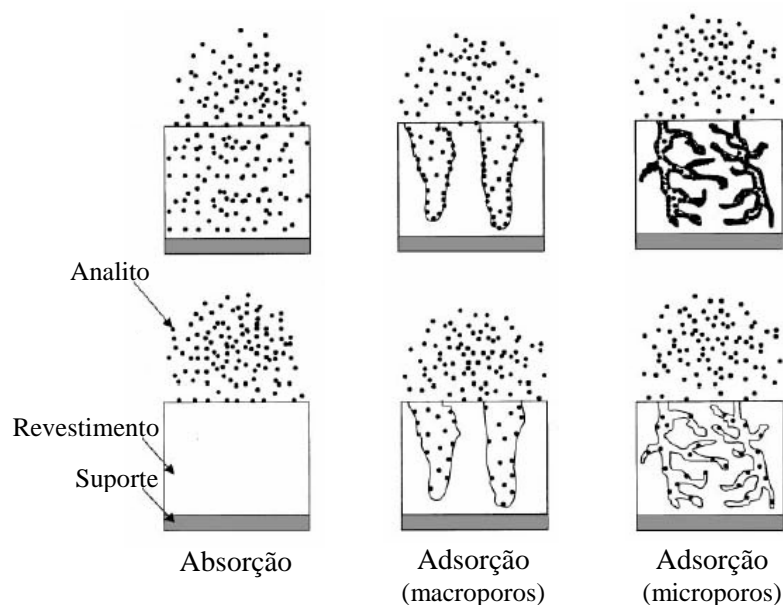 Analito
Revestimento
Suporte
Absorção
Adsorção
(macroporos)
Adsorção
(microporos)